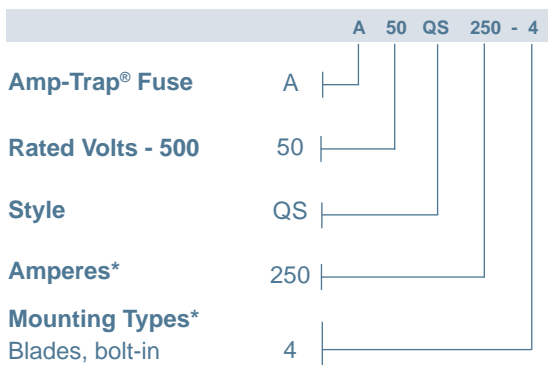 A 50 QS 250 - 4
Amp-Trap® Fuse A
Rated Volts - 500 50
Style QS
Amperes* 250
Mounting Types*
Blades, bolt-in 4